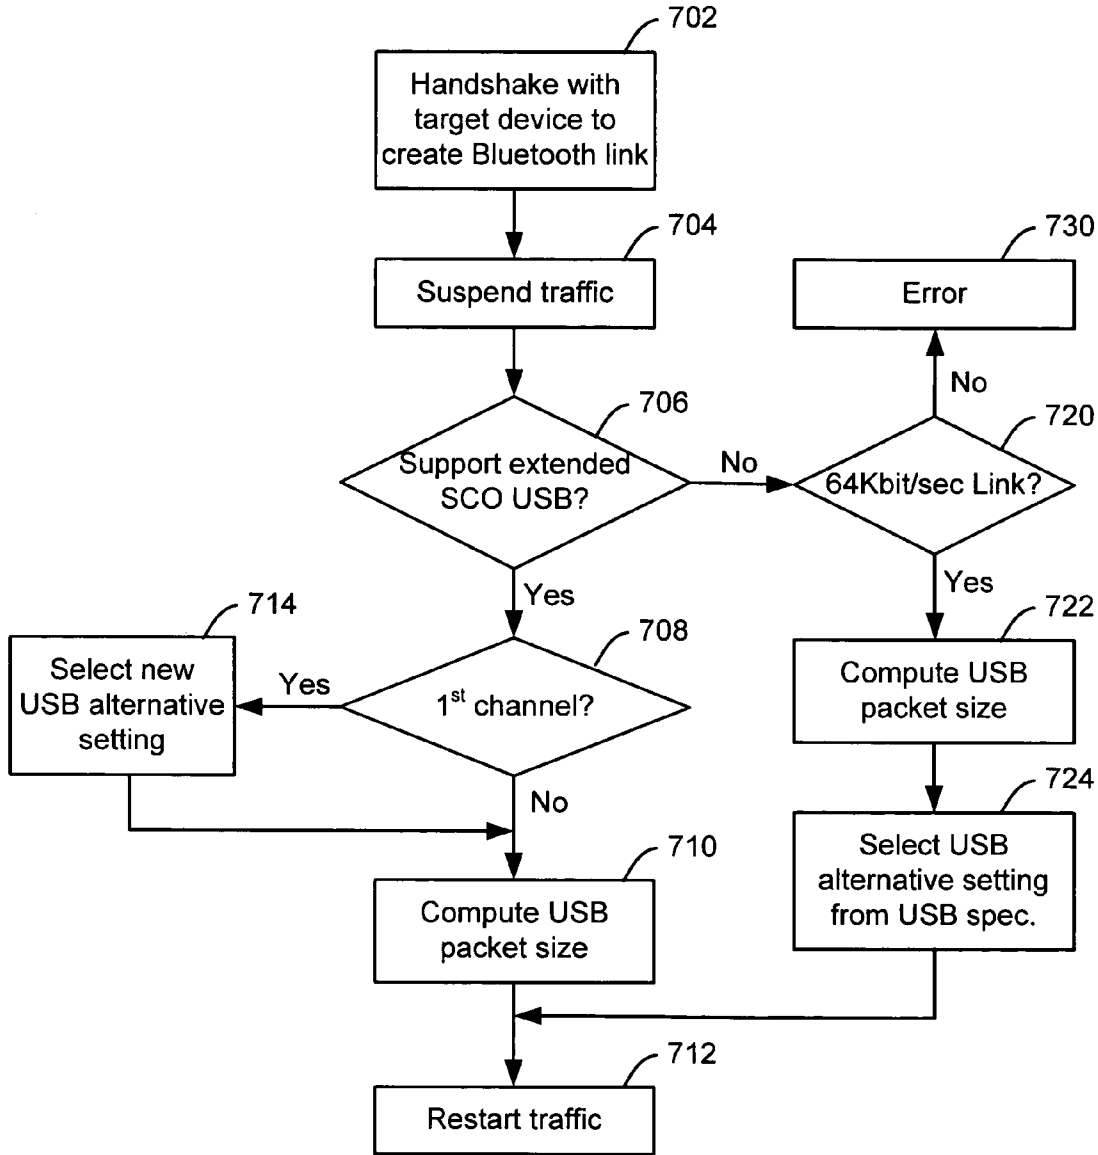 702
Handshake with
target device to
create Bluetooth link
704
Suspend traffic
730
Error
No
706
Support extended
SCO USB?
No
720
64Kbit/sec Link?
Yes
Yes
714
Select new
USB alternative
setting
Yes
708
1st channel?
No
722
Compute USB
packet size
724
Select USB
alternative setting
from USB spec.
710
Compute USB
packet size
712
Restart traffic